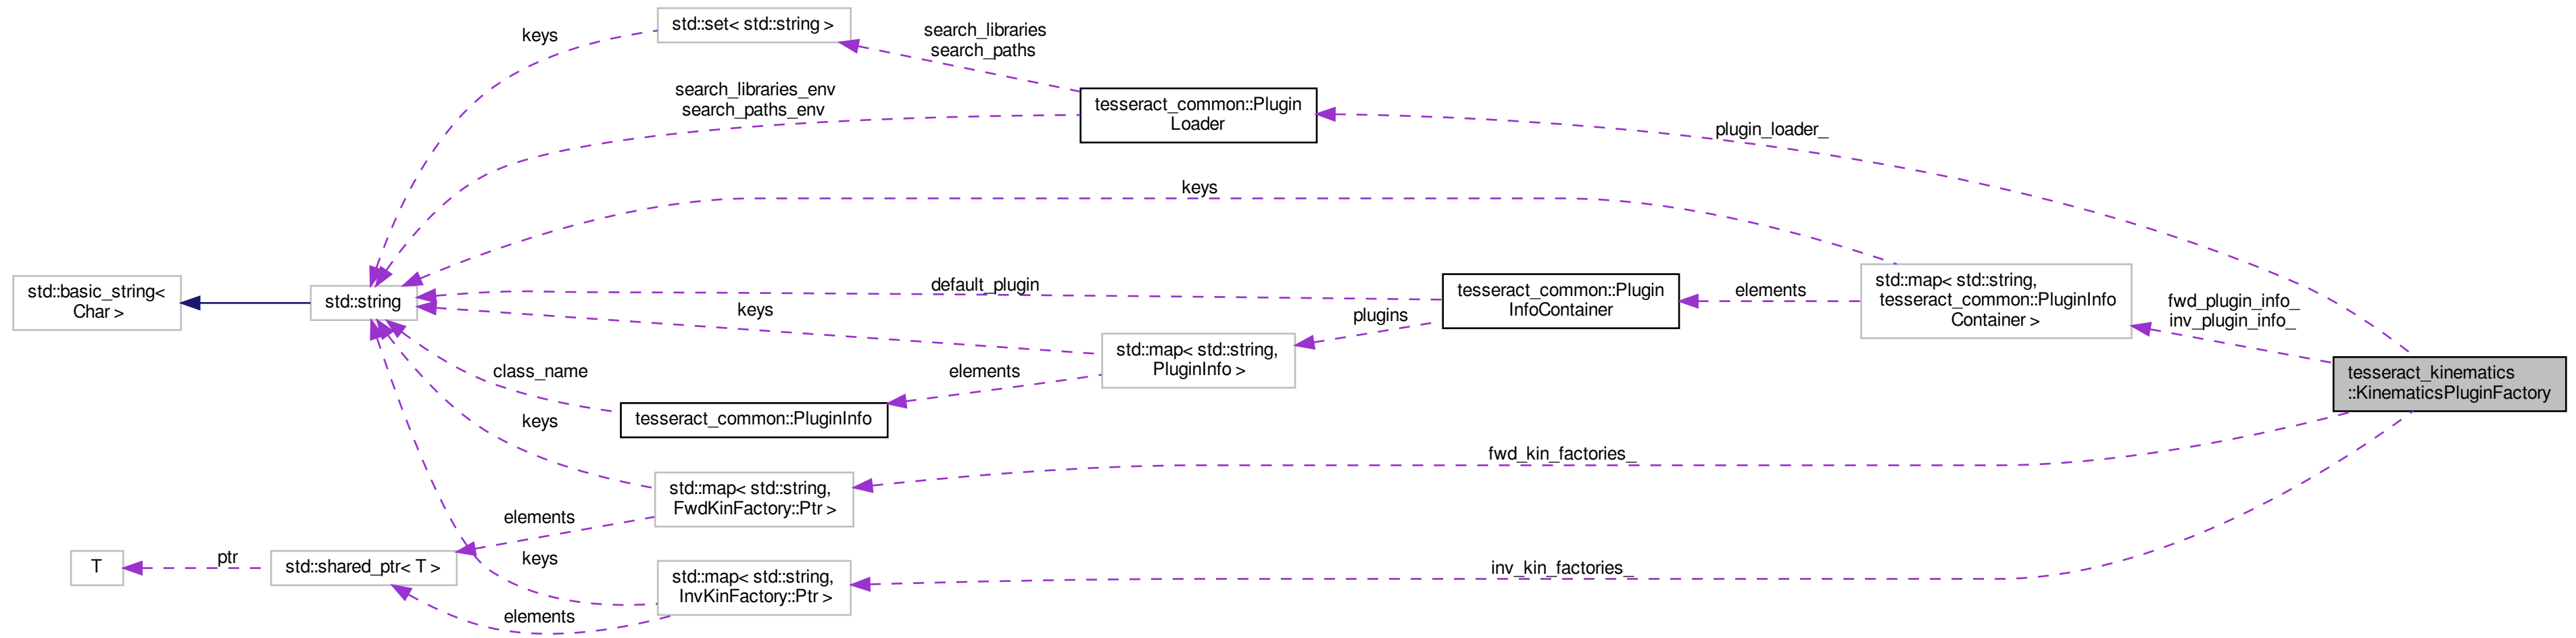 std::set< std::string >
search_libraries
search_paths
keys
search_libraries_env
search_paths_env
tesseract_common::Plugin
Loader
plugin_loader_
keys
std::basic_string<
Char >
std::string
default_plugin
tesseract_common::Plugin
InfoContainer
elements
std::map< std::string,
tesseract_common::PluginInfo
Container >
fwd_plugin_info_
inv_plugin_info_
keys
plugins
std::map< std::string,
PluginInfo >
tesseract_kinematics
::KinematicsPluginFactory
class_name
elements
tesseract_common::PluginInfo
keys
fwd_kin_factories_
std::map< std::string,
FwdKinFactory::Ptr >
elements
T
ptr
std::shared_ptr< T >
keys
std::map< std::string,
InvKinFactory::Ptr >
inv_kin_factories_
elements